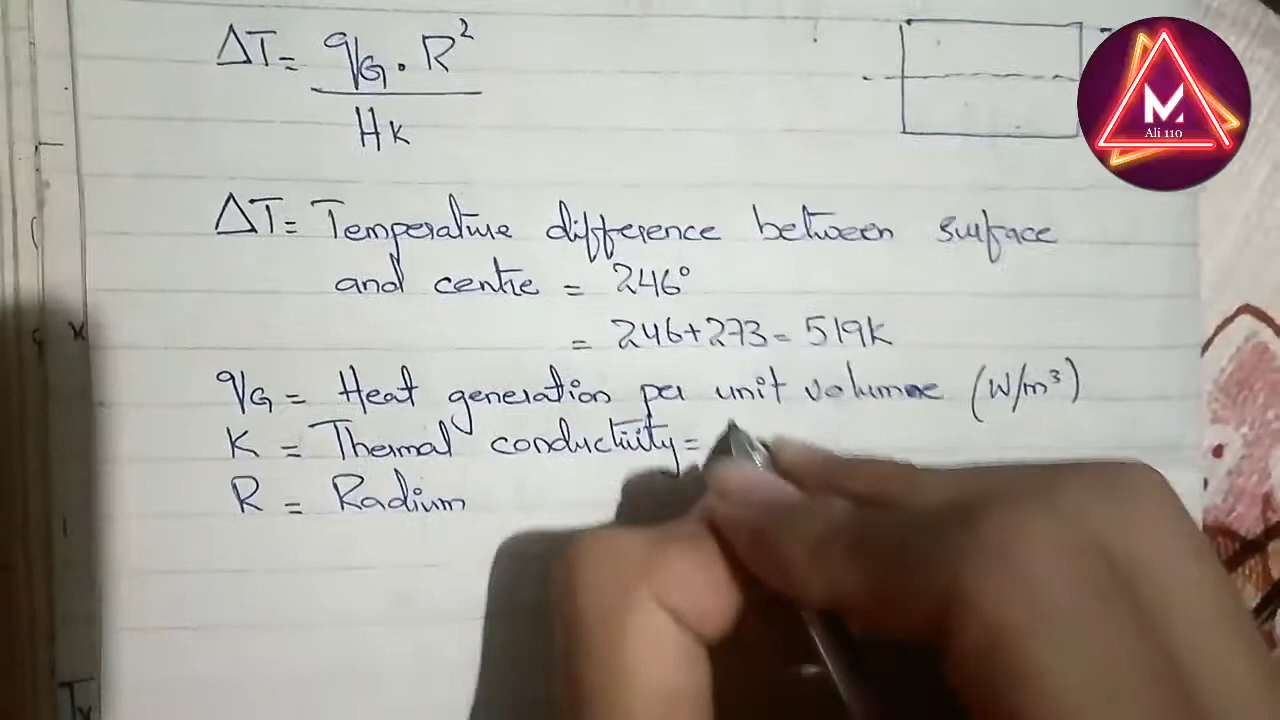 ΔT= qG . R²
Hk
M
Ali 110
ΔT= Temperature difference between surface
and centre = 246°
= 246+273= 519k
qG = Heat generation per unit volume (W/m³)
K = Thermal conductivity=
R = Radium